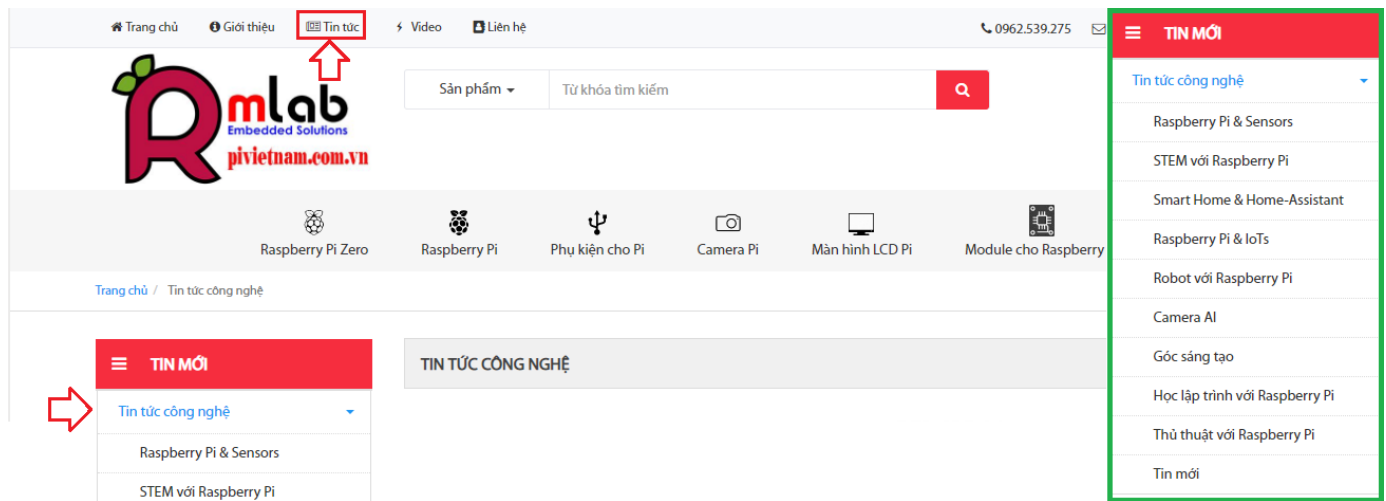 Trang chủ Giới thiệu Tin tức Video Liên hệ 0962.539.275
mlab
Embedded Solutions
pivietnam.com.vn
Sản phẩm Từ khóa tìm kiếm
Raspberry Pi Zero Raspberry Pi Phụ kiện cho Pi Camera Pi Màn hình LCD Pi Module cho Raspberry
Trang chủ / Tin tức công nghệ
TIN MỚI
Tin tức công nghệ
Raspberry Pi & Sensors
STEM với Raspberry Pi
TIN TỨC CÔNG NGHỆ
TIN MỚI
Tin tức công nghệ
Raspberry Pi & Sensors
STEM với Raspberry Pi
Smart Home & Home-Assistant
Raspberry Pi & IoTs
Robot với Raspberry Pi
Camera AI
Góc sáng tạo
Học lập trình với Raspberry Pi
Thủ thuật với Raspberry Pi
Tin mới